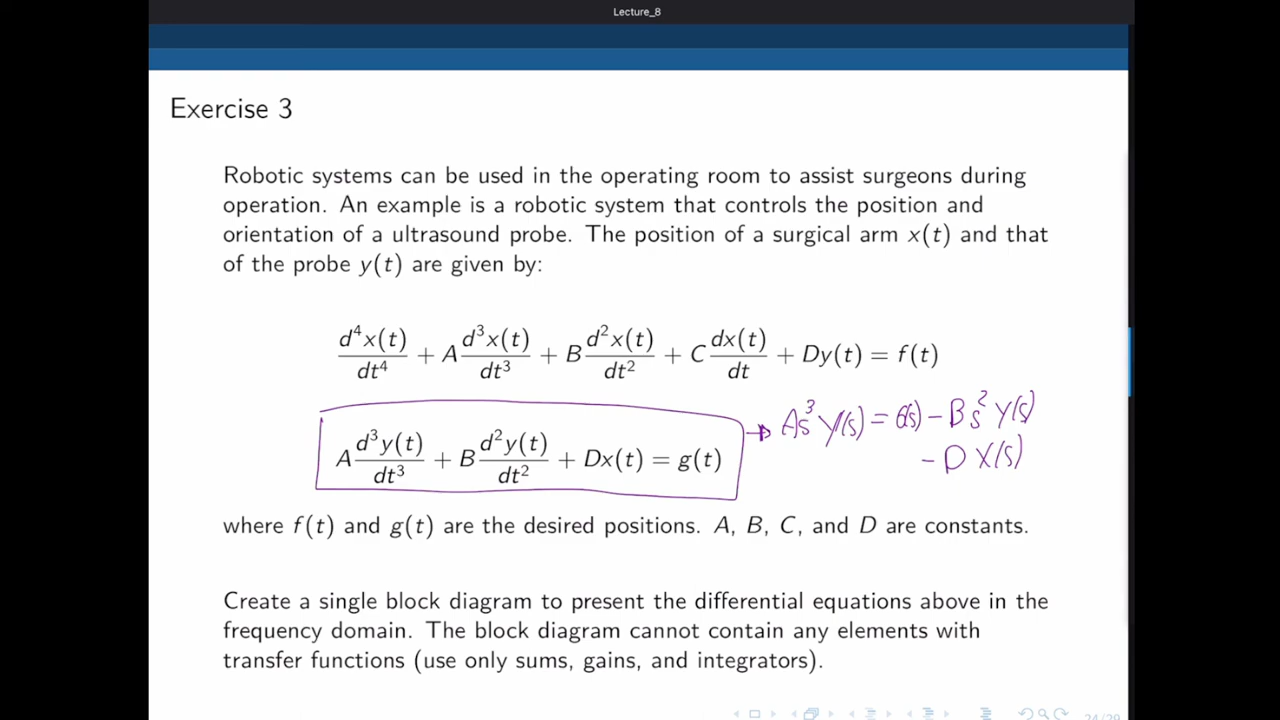 Lecture_8
Exercise 3
Robotic systems can be used in the operating room to assist surgeons during
operation. An example is a robotic system that controls the position and
orientation of a ultrasound probe. The position of a surgical arm x(t) and that
of the probe y(t) are given by:
d⁴x(t)/dt⁴ + A d³x(t)/dt³ + B d²x(t)/dt² + C dx(t)/dt + Dy(t) = f(t)
A d³y(t)/dt³ + B d²y(t)/dt² + Dx(t) = g(t)
→ As³Y(s) = G(s) − Bs²Y(s)
− D X(s)
where f(t) and g(t) are the desired positions. A, B, C, and D are constants.
Create a single block diagram to present the differential equations above in the
frequency domain. The block diagram cannot contain any elements with
transfer functions (use only sums, gains, and integrators).
24/29